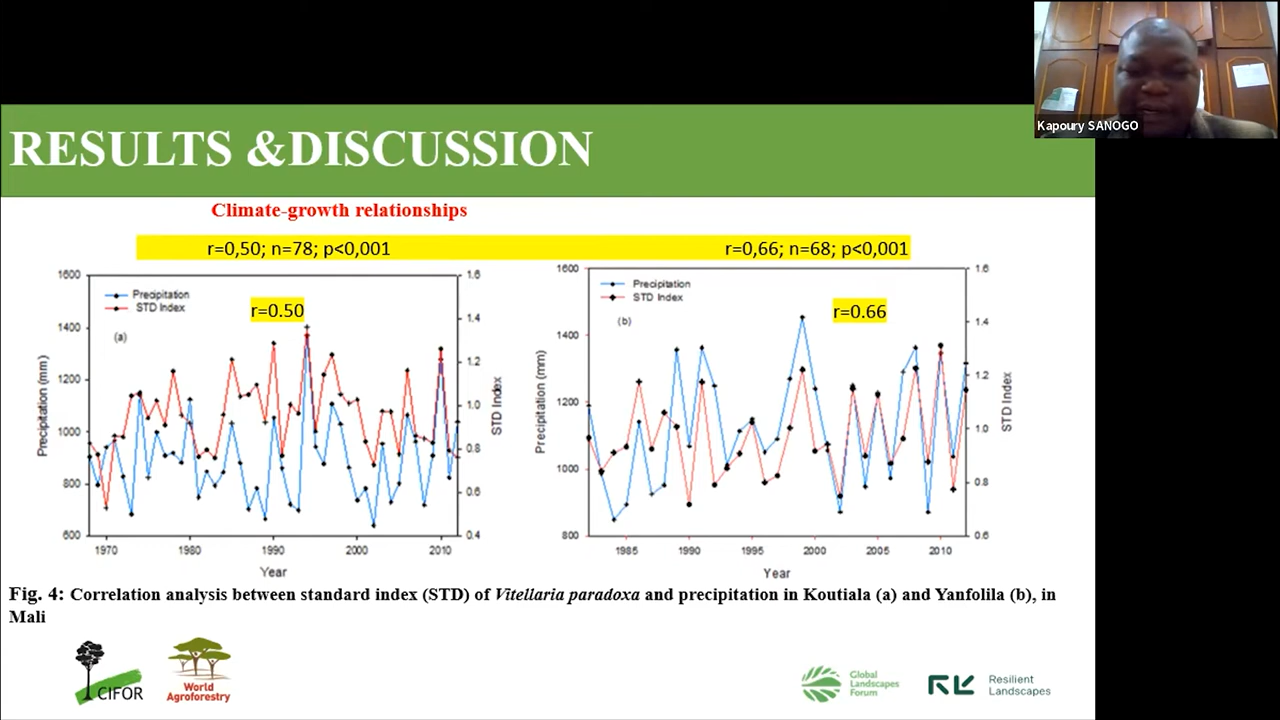 Kapoury SANOGO
RESULTS &DISCUSSION
Climate-growth relationships
r=0,50; n=78; p<0,001
r=0,66; n=68; p<0,001
1600
1400
1200
1000
800
600
Precipitation (mm)
Precipitation
STD Index
r=0.50
(a)
1.6
1.4
1.2
1.0
0.8
0.6
0.4
STD Index
1970
1980
1990
2000
2010
Year
1600
1400
1200
1000
800
Precipitation (mm)
Precipitation
STD Index
r=0.66
(b)
1.6
1.4
1.2
1.0
0.8
0.6
STD Index
1985
1990
1995
2000
2005
2010
Year
Fig. 4: Correlation analysis between standard index (STD) of Vitellaria paradoxa and precipitation in Koutiala (a) and Yanfolila (b), in
Mali
CIFOR
World
Agroforestry
Global
Landscapes
Forum
Resilient
Landscapes